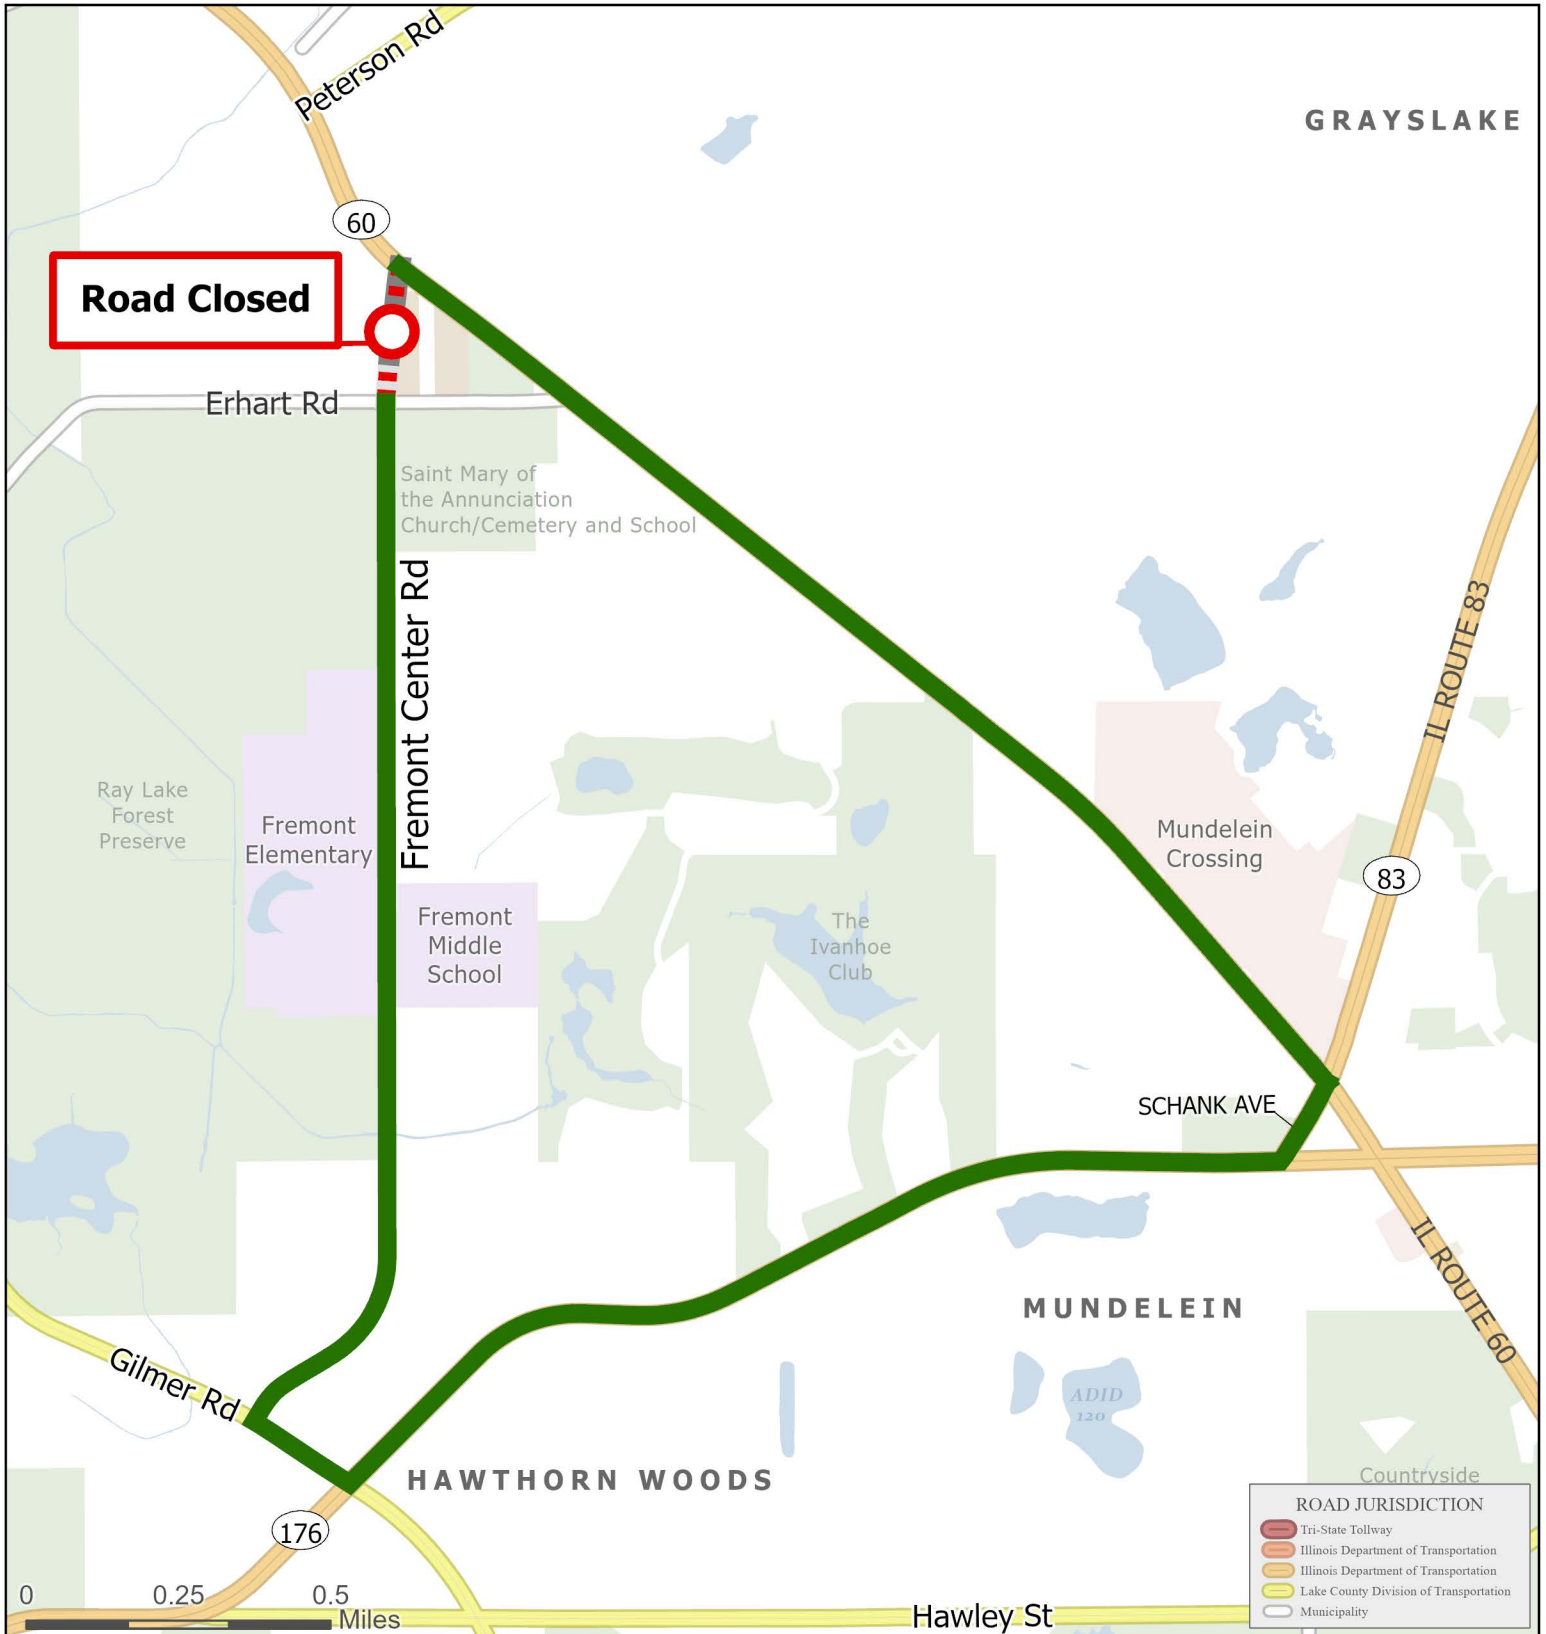 Peterson Rd
GRAYSLAKE
60
Road Closed
Erhart Rd
Saint Mary of
the Annunciation
Church/Cemetery and School
Fremont Center Rd
IL ROUTE 83
Ray Lake
Forest
Preserve
Fremont
Elementary
Mundelein
Crossing
83
Fremont
Middle
School
The
Ivanhoe
Club
SCHANK AVE
IL ROUTE 60
MUNDELEIN
Gilmer Rd
ADID
120
HAWTHORN WOODS
Countryside
176
ROAD JURISDICTION
Tri-State Tollway
Illinois Department of Transportation
Illinois Department of Transportation
Lake County Division of Transportation
Municipality
0 0.25 0.5
Miles
Hawley St